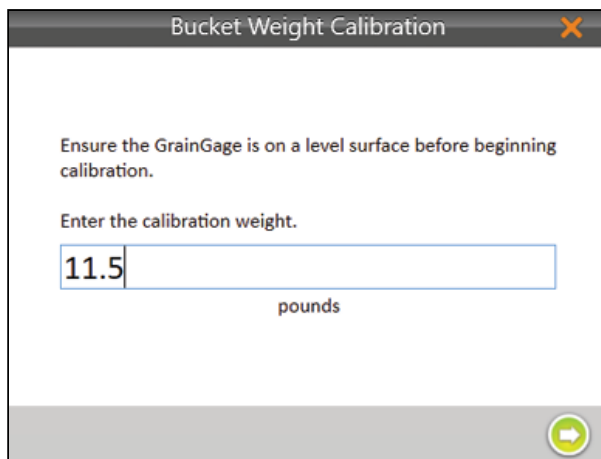 Bucket Weight Calibration
Ensure the GrainGage is on a level surface before beginning
calibration.
Enter the calibration weight.
11.5
pounds